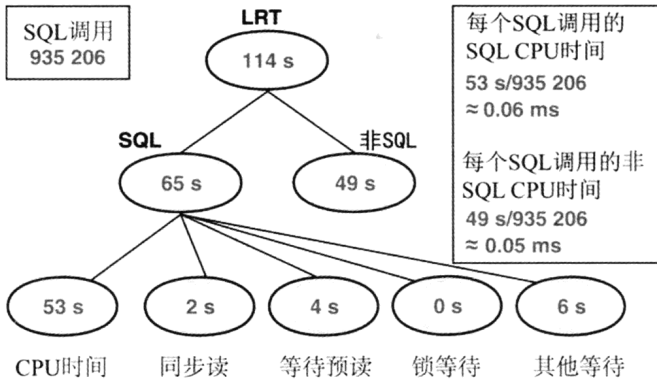 SQL调用
935 206
LRT
114 s
每个SQL调用的
SQL CPU时间
53 s/935 206
≈ 0.06 ms
每个SQL调用的非
SQL CPU时间
49 s/935 206
≈ 0.05 ms
SQL
非SQL
65 s
49 s
53 s
2 s
4 s
0 s
6 s
CPU时间
同步读
等待预读
锁等待
其他等待